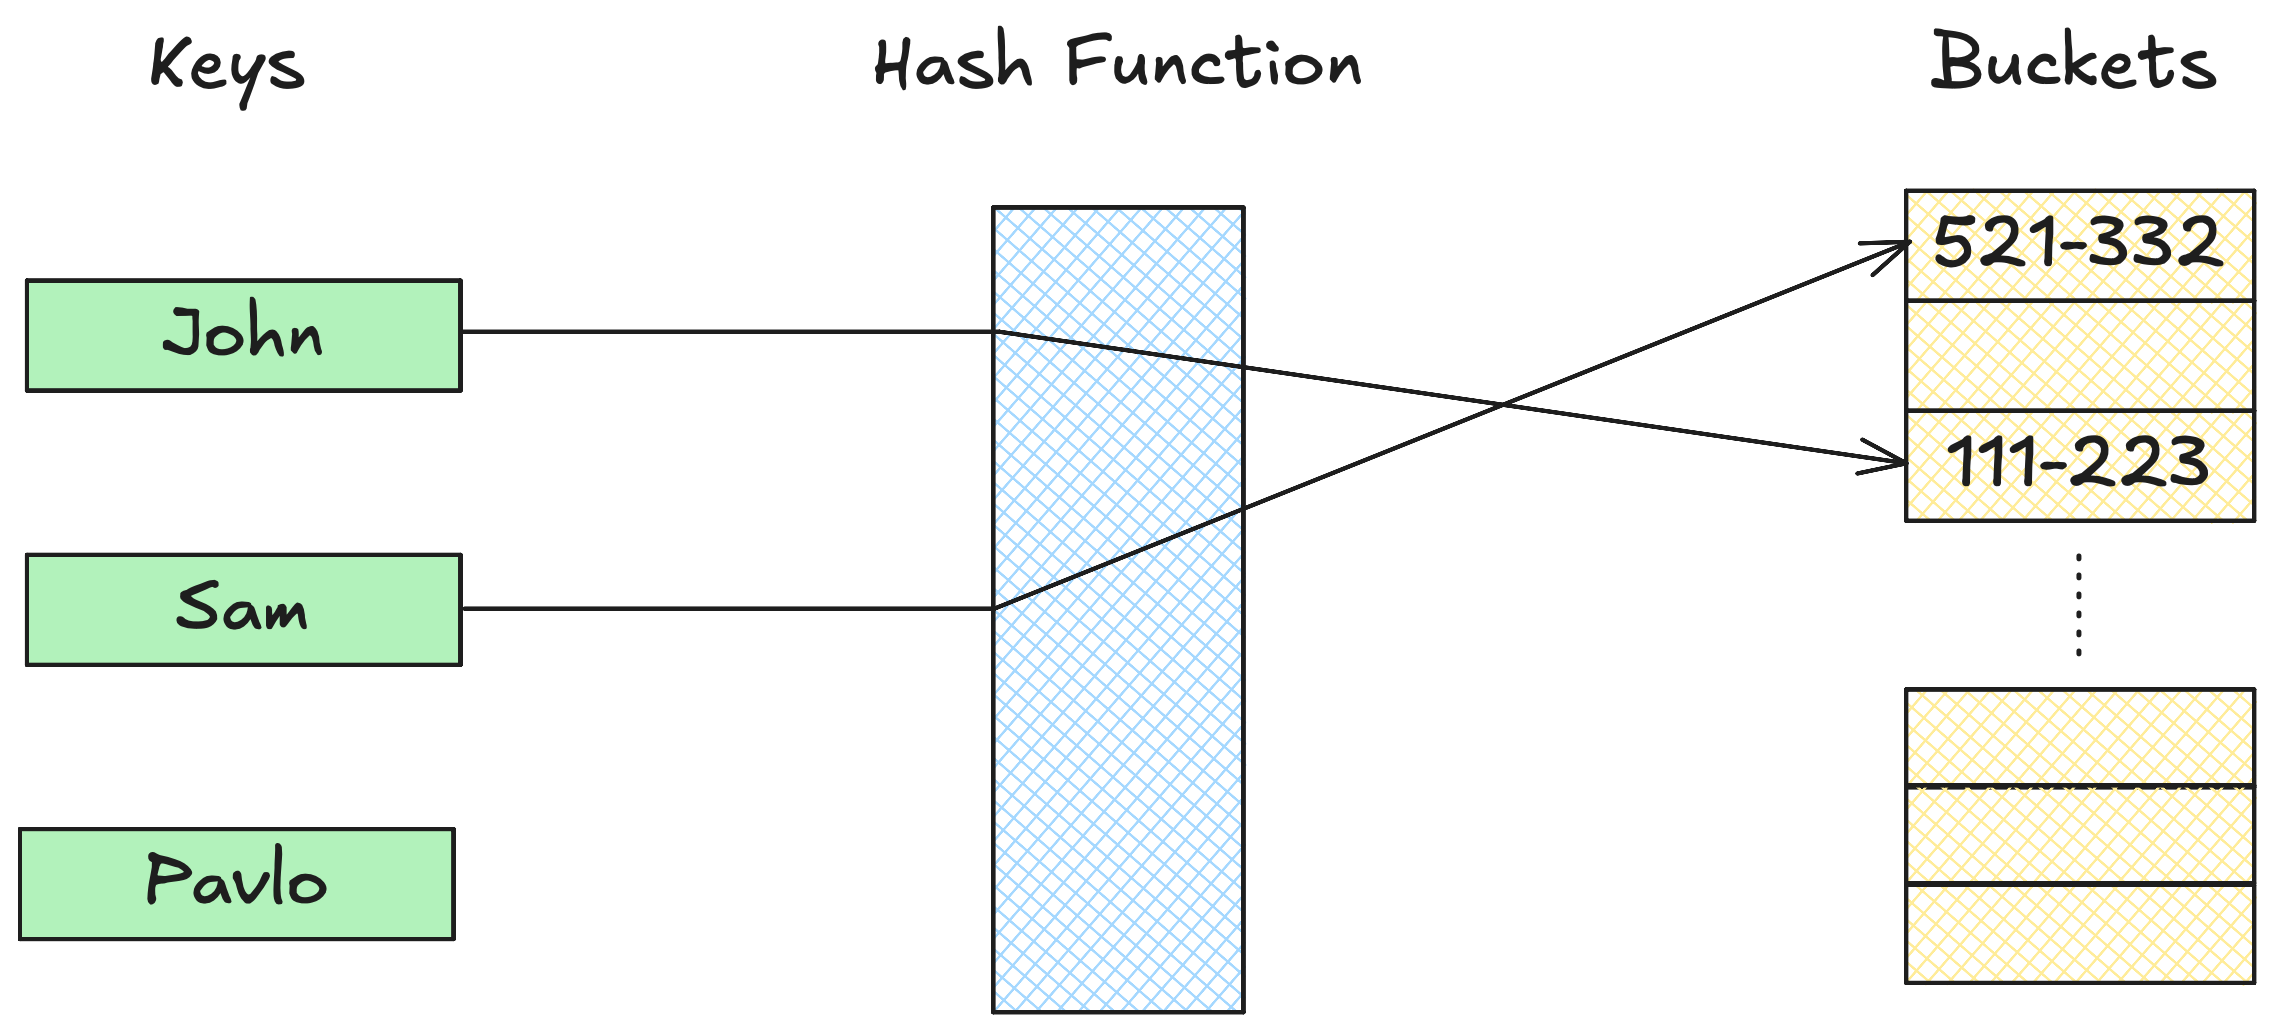 Keys
Hash Function
Buckets
John
Sam
Pavlo
521-332
111-223